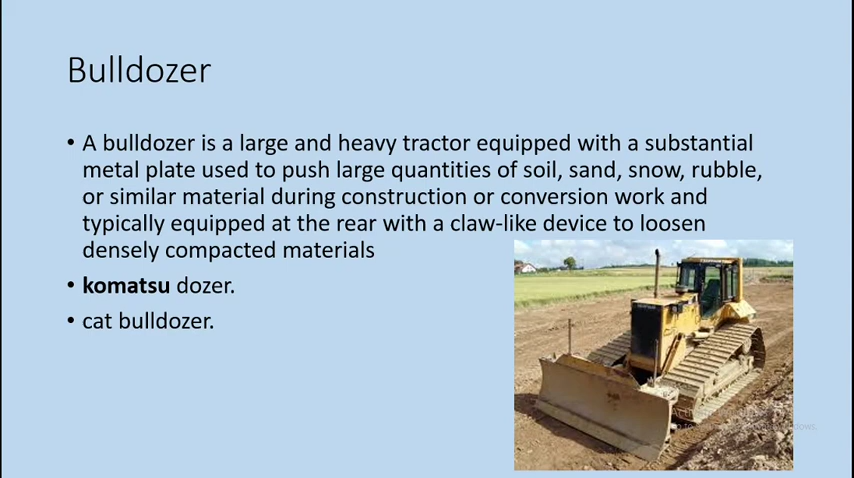 Bulldozer
• A bulldozer is a large and heavy tractor equipped with a substantial
metal plate used to push large quantities of soil, sand, snow, rubble,
or similar material during construction or conversion work and
typically equipped at the rear with a claw-like device to loosen
densely compacted materials
• komatsu dozer.
• cat bulldozer.